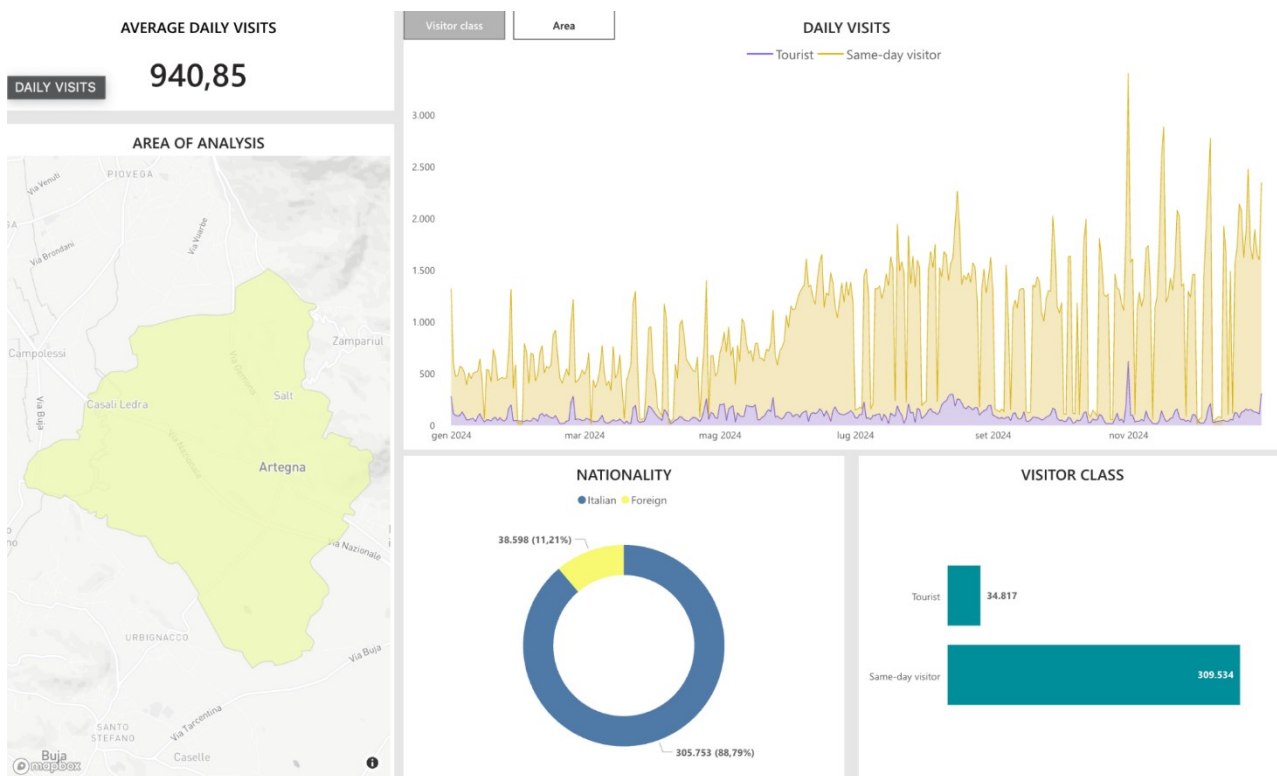 AVERAGE DAILY VISITS
940,85
DAILY VISITS
AREA OF ANALYSIS
PIOVEGA
Via Venuti
Via Vuarbe
Via Brondani
Campolessi
Zampariul
Via Buja
Casali Ledra
Salt
Via Nazionale
Artegna
Via Nazionale
URBIGNACCO
Via Buja
Via Tarcentina
SANTO
STEFANO
Buja
Caselle
mapbox
Visitor class
Area
DAILY VISITS
Tourist
Same-day visitor
3.000
2.500
2.000
1.500
1.000
500
0
gen 2024
mar 2024
mag 2024
lug 2024
set 2024
nov 2024
NATIONALITY
Italian
Foreign
38.598 (11,21%)
305.753 (88,79%)
VISITOR CLASS
Tourist
34.817
Same-day visitor
309.534